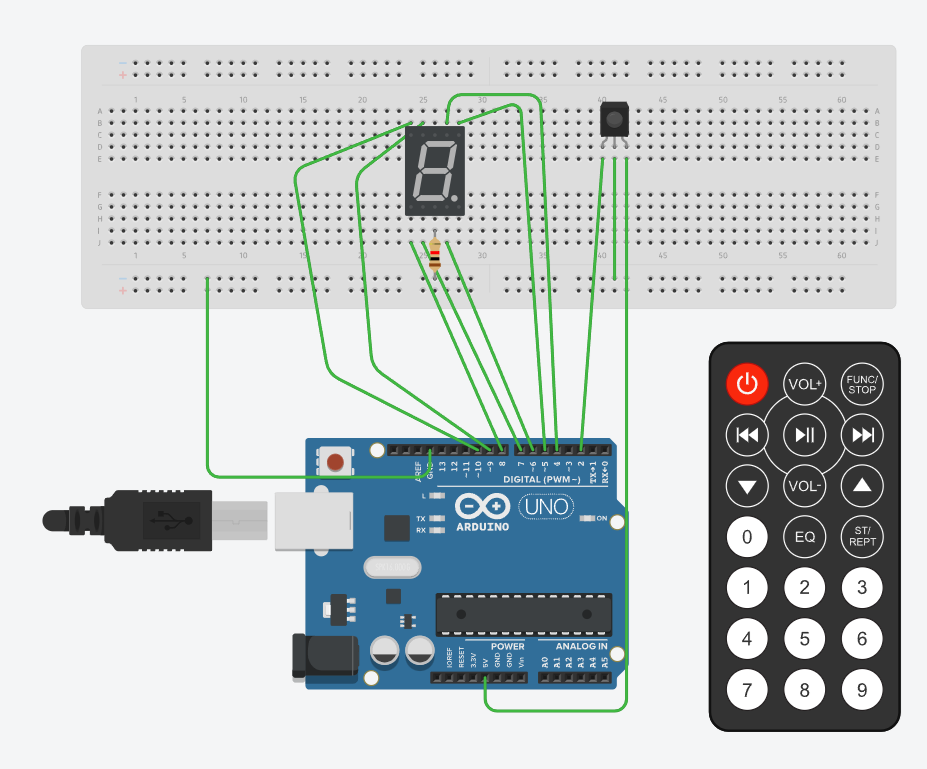 1 5 10 15 20 25 30 35 40 45 50 55 60
A A
B B
C C
D D
E E
F F
G G
H H
I I
J J
1 5 10 15 25 30 35 40 45 50 55 60
AREF
GND
13
12
~11
~10
~9
8
7
~6
~5
4
~3
2
TX→1
RX←0
DIGITAL (PWM~)
L
TX
RX
ARDUINO
UNO
ON
POWER
ANALOG IN
IOREF
RESET
3.3V
5V
GND
GND
Vin
A0
A1
A2
A3
A4
A5
VOL+
FUNC/
STOP
VOL-
0
EQ
ST/
REPT
1 2 3
4 5 6
7 8 9